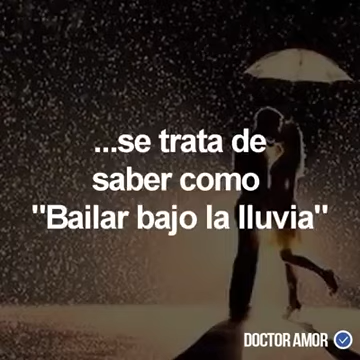 ...se trata de
saber como
"Bailar bajo la lluvia"
DOCTOR AMOR